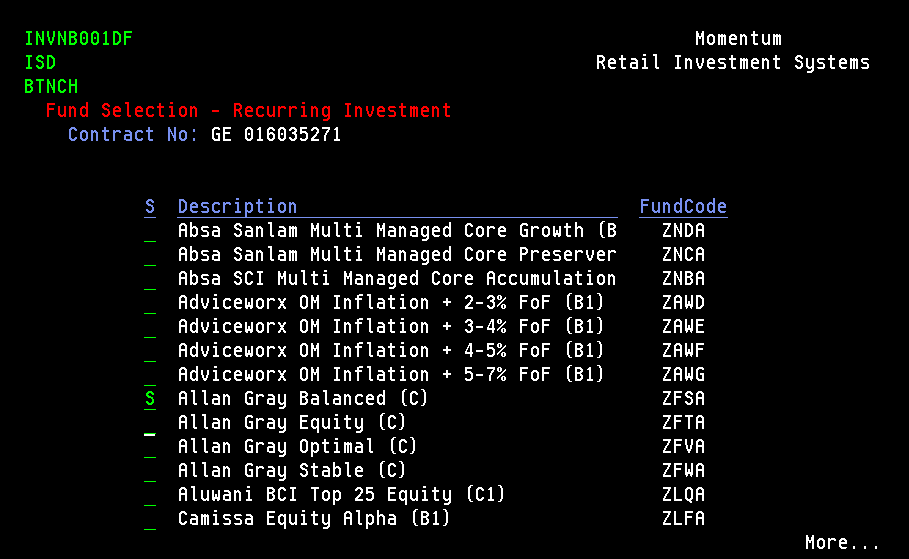 INVNB001DF Momentum
ISD Retail Investment Systems
BTNCH
Fund Selection - Recurring Investment
Contract No: GE 016035271
S Description FundCode
_ Absa Sanlam Multi Managed Core Growth (B ZNDA
_ Absa Sanlam Multi Managed Core Preserver ZNCA
_ Absa SCI Multi Managed Core Accumulation ZNBA
_ Adviceworx OM Inflation + 2-3% FoF (B1) ZAWD
_ Adviceworx OM Inflation + 3-4% FoF (B1) ZAWE
_ Adviceworx OM Inflation + 4-5% FoF (B1) ZAWF
_ Adviceworx OM Inflation + 5-7% FoF (B1) ZAWG
S Allan Gray Balanced (C) ZFSA
_ Allan Gray Equity (C) ZFTA
_ Allan Gray Optimal (C) ZFVA
_ Allan Gray Stable (C) ZFWA
_ Aluwani BCI Top 25 Equity (C1) ZLQA
_ Camissa Equity Alpha (B1) ZLFA
More...